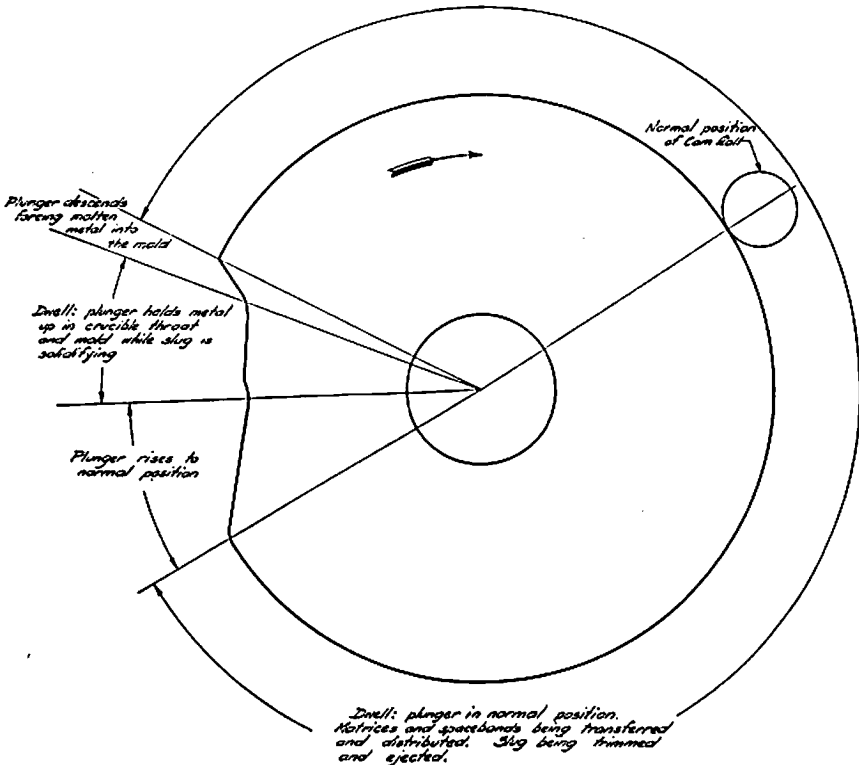 Normal position
of Cam Roll
Plunger descends
forcing molten
metal into
the mold
Dwell: plunger holds metal
up in crucible throat
and mold while slug is
solidifying
Plunger rises to
normal position
Dwell: plunger in normal position.
Matrices and spacebands being transferred
and distributed. Slug being trimmed
and ejected.